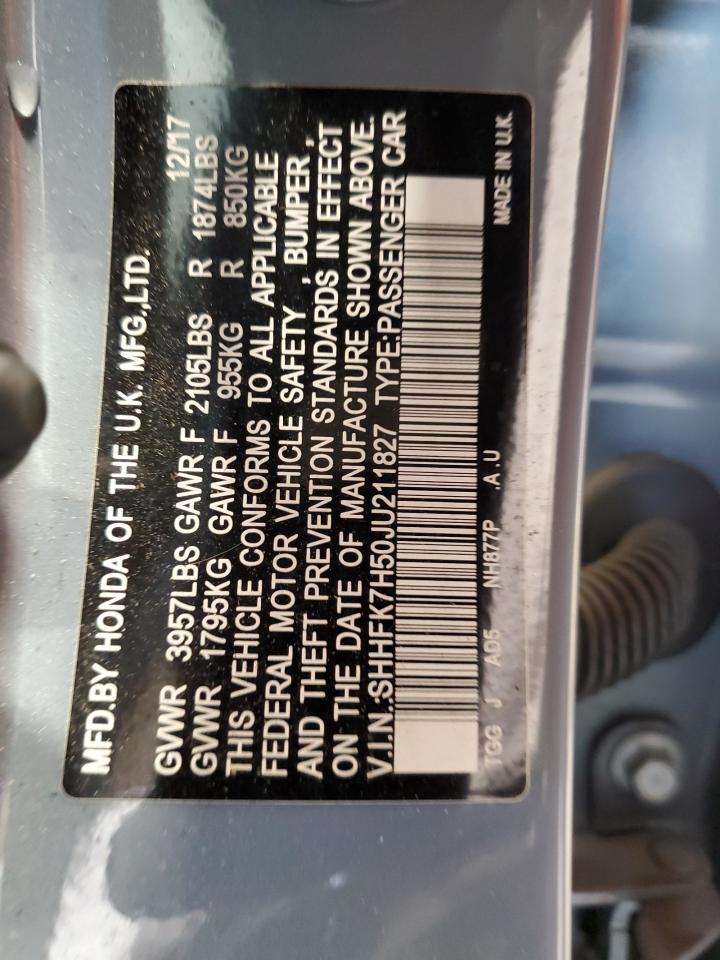 MFD.BY HONDA OF THE U.K. MFG.,LTD. 12/17
GVWR 3957LBS GAWR F 2105LBS R 1874LBS
GVWR 1795KG GAWR F 955KG R 850KG
THIS VEHICLE CONFORMS TO ALL APPLICABLE
FEDERAL MOTOR VEHICLE SAFETY , BUMPER ,
AND THEFT PREVENTION STANDARDS IN EFFECT
ON THE DATE OF MANUFACTURE SHOWN ABOVE.
V.I.N.SHHFK7H50JU211827 TYPE:PASSENGER CAR
TGG J AD5 NH877P .A.U MADE IN U.K.